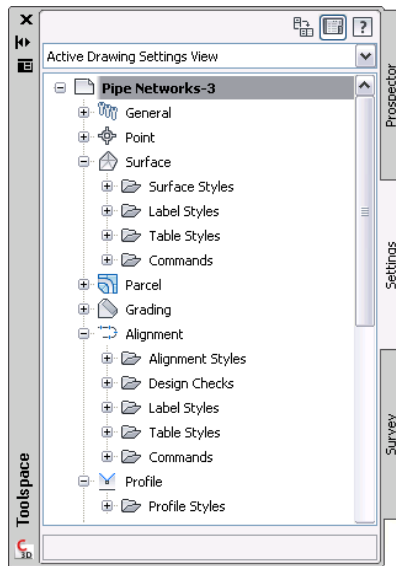 Active Drawing Settings View
Pipe Networks-3
General
Point
Surface
Surface Styles
Label Styles
Table Styles
Commands
Parcel
Grading
Alignment
Alignment Styles
Design Checks
Label Styles
Table Styles
Commands
Profile
Profile Styles
Prospector
Settings
Survey
Toolspace
C3D